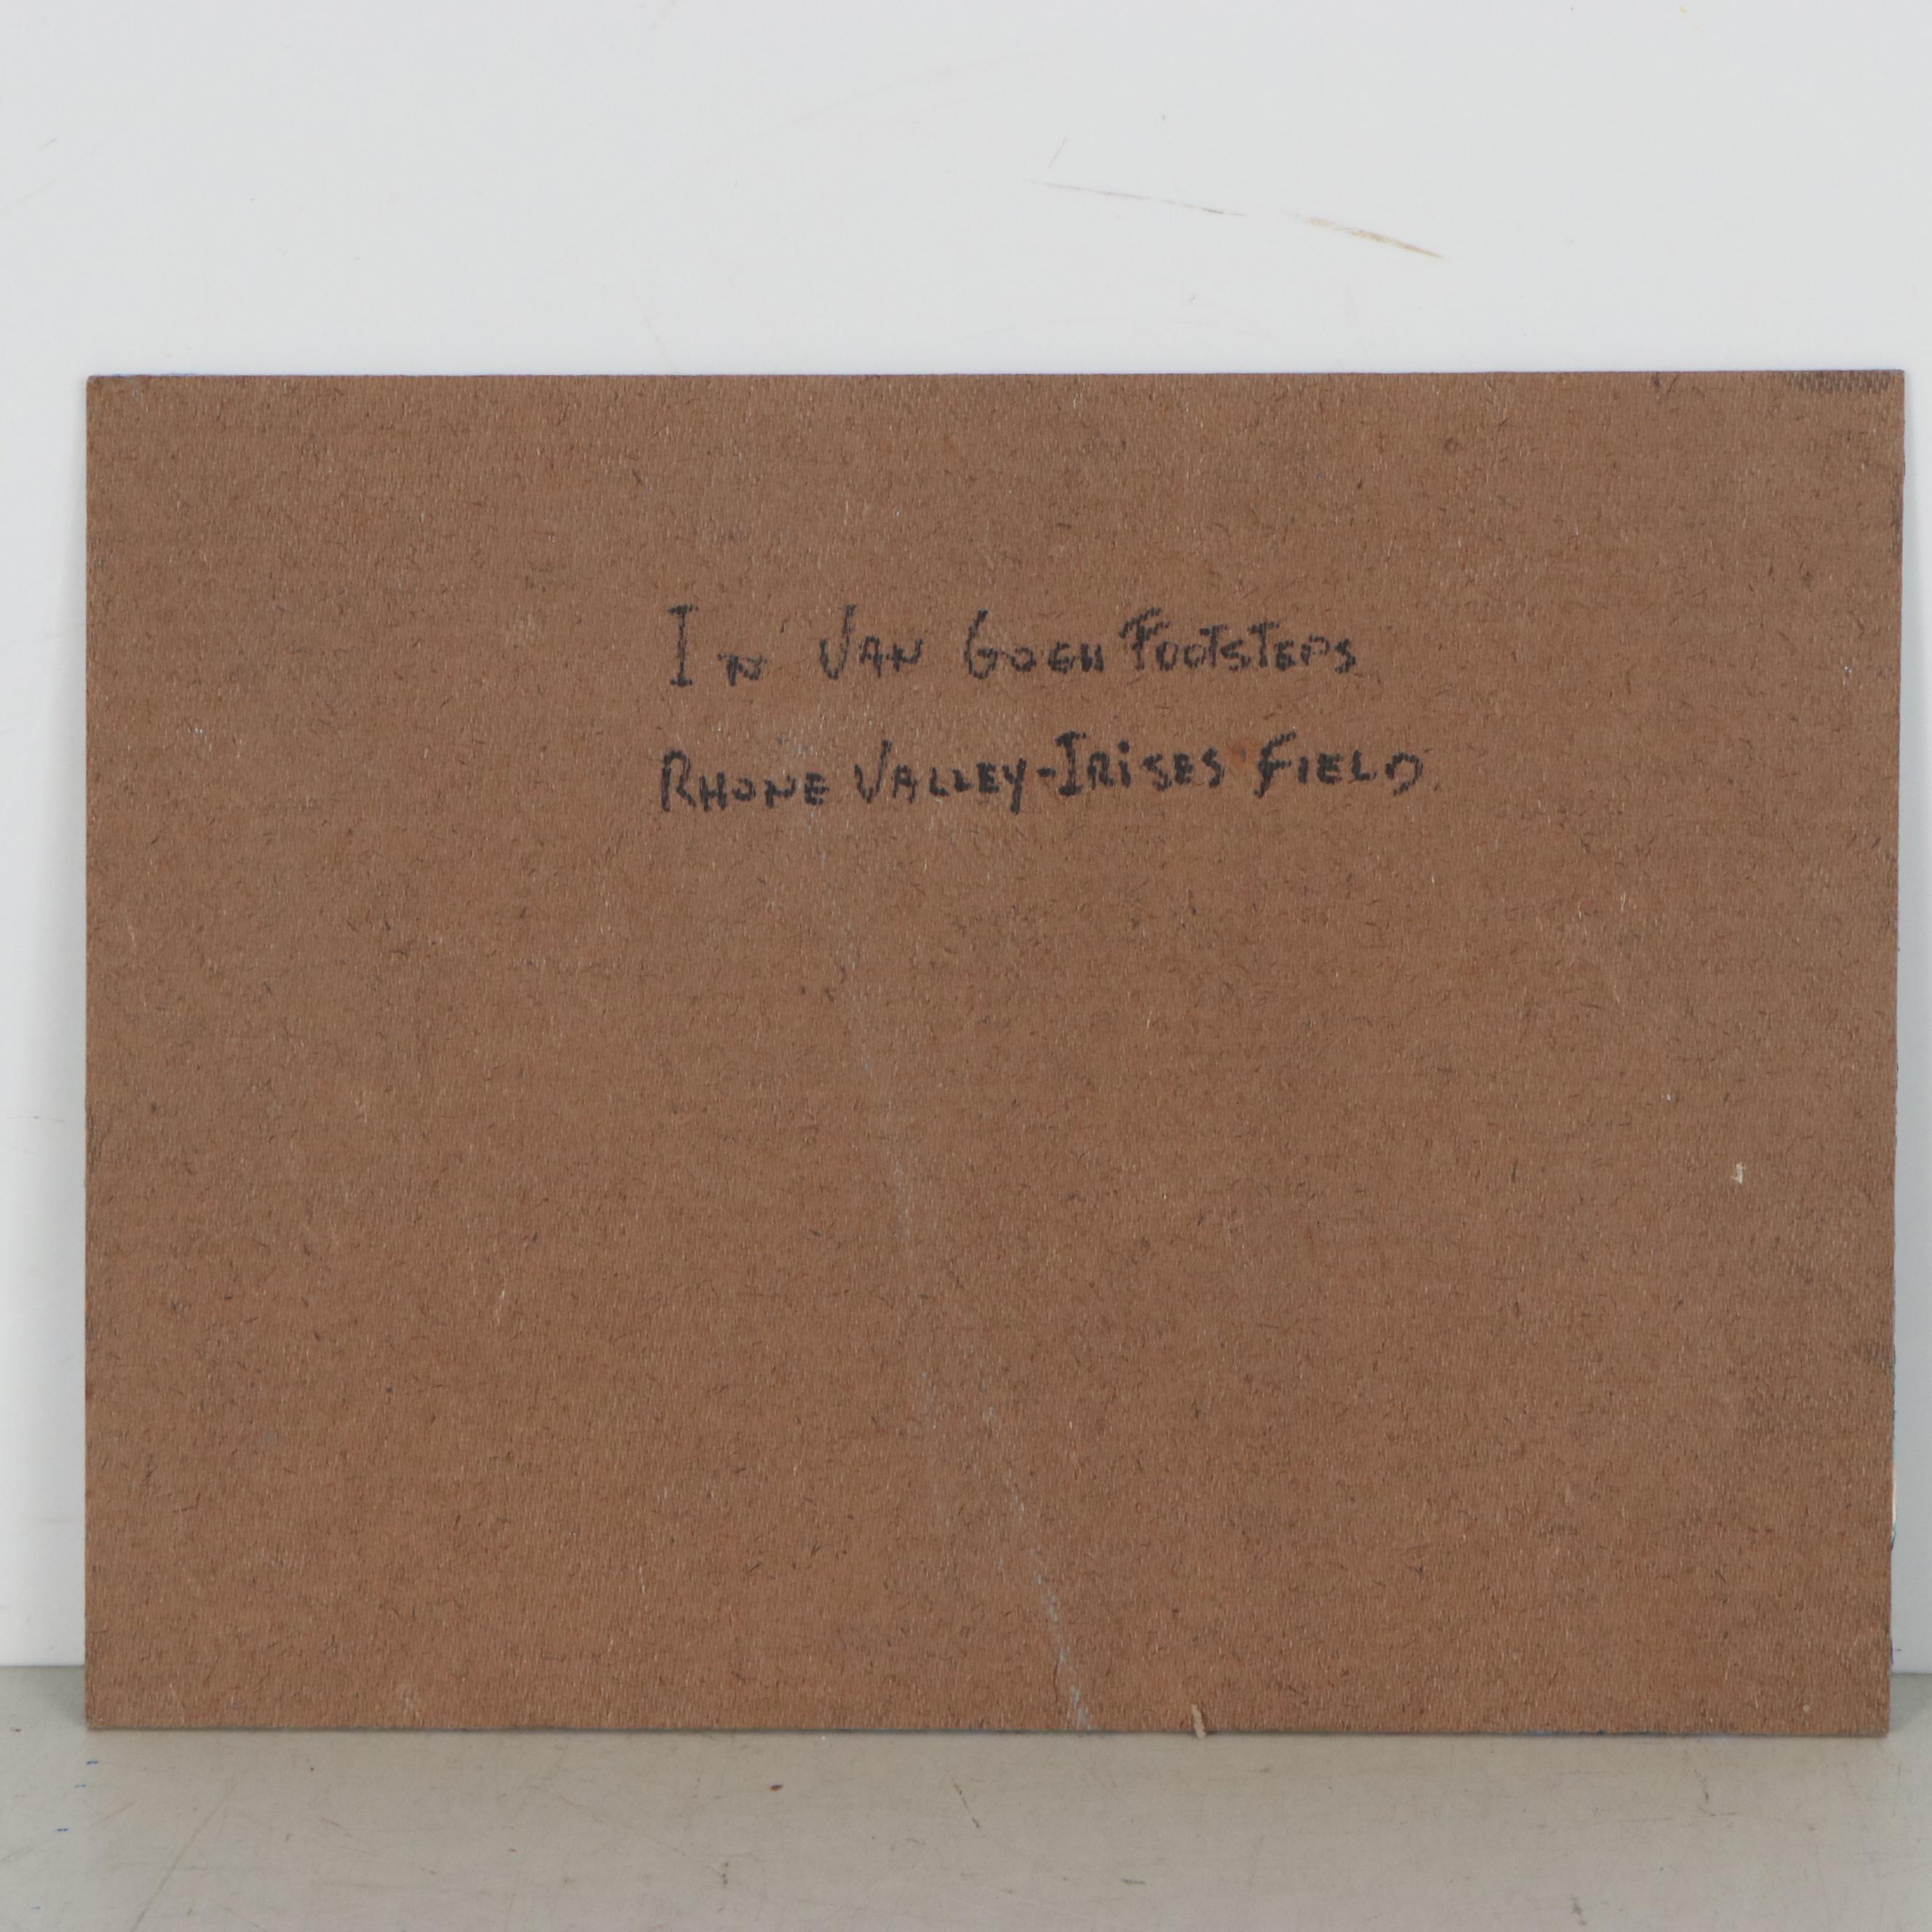 In Van Gogh Footsteps
Rhone Valley-Irises Field